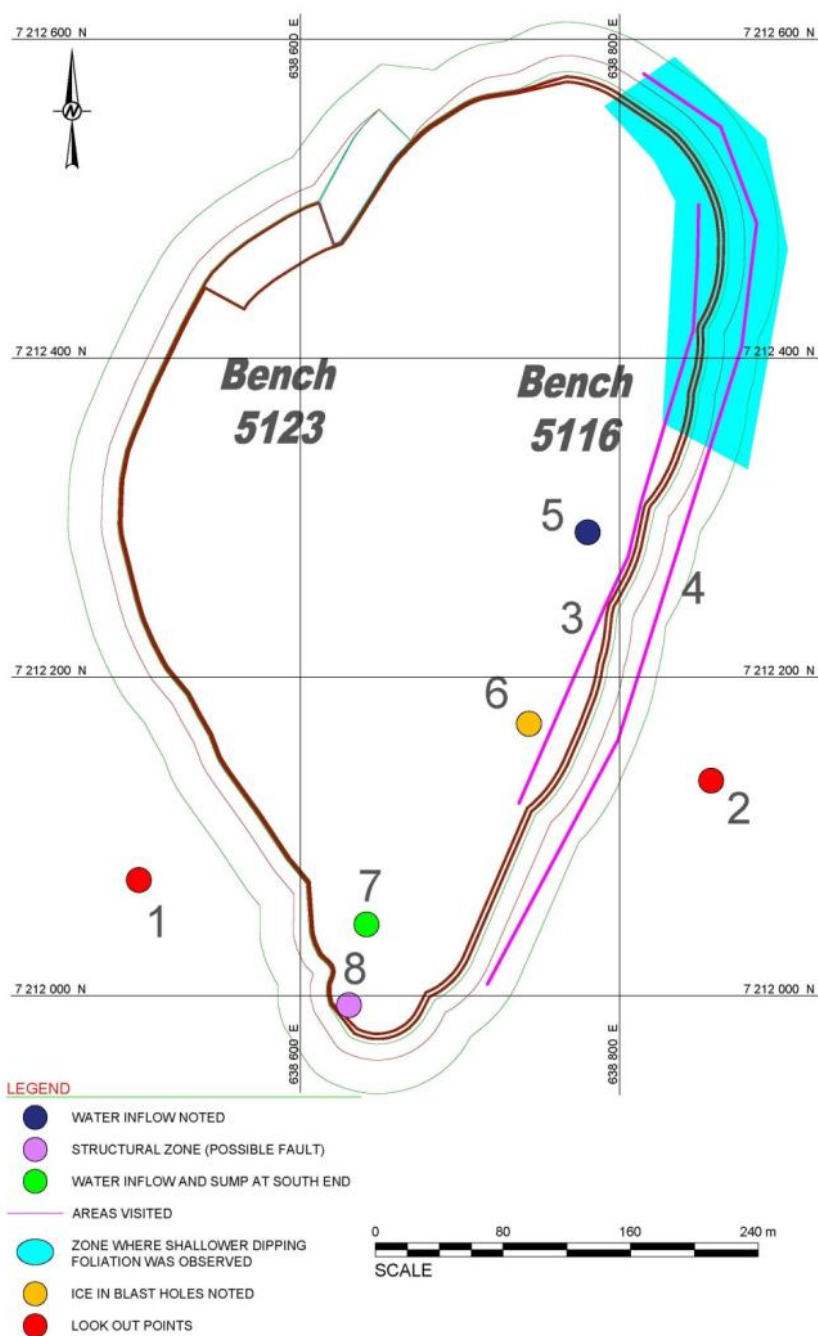 7 212 600 N
7 212 600 N
638 600 E
638 800 E
N
7 212 400 N
7 212 400 N
Bench
5123
Bench
5116
5
4
3
7 212 200 N
7 212 200 N
6
2
1
7
8
7 212 000 N
7 212 000 N
638 600 E
638 800 E
LEGEND
WATER INFLOW NOTED
STRUCTURAL ZONE (POSSIBLE FAULT)
WATER INFLOW AND SUMP AT SOUTH END
AREAS VISITED
ZONE WHERE SHALLOWER DIPPING
FOLIATION WAS OBSERVED
ICE IN BLAST HOLES NOTED
LOOK OUT POINTS
0 80 160 240 m
SCALE